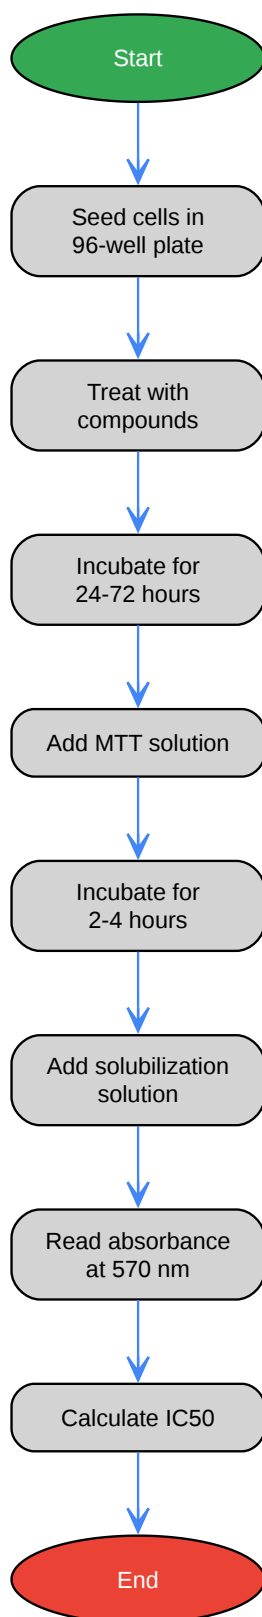 Start
Seed cells in
96-well plate
Treat with
compounds
Incubate for
24-72 hours
Add MTT solution
Incubate for
2-4 hours
Add solubilization
solution
Read absorbance
at 570 nm
Calculate IC50
End